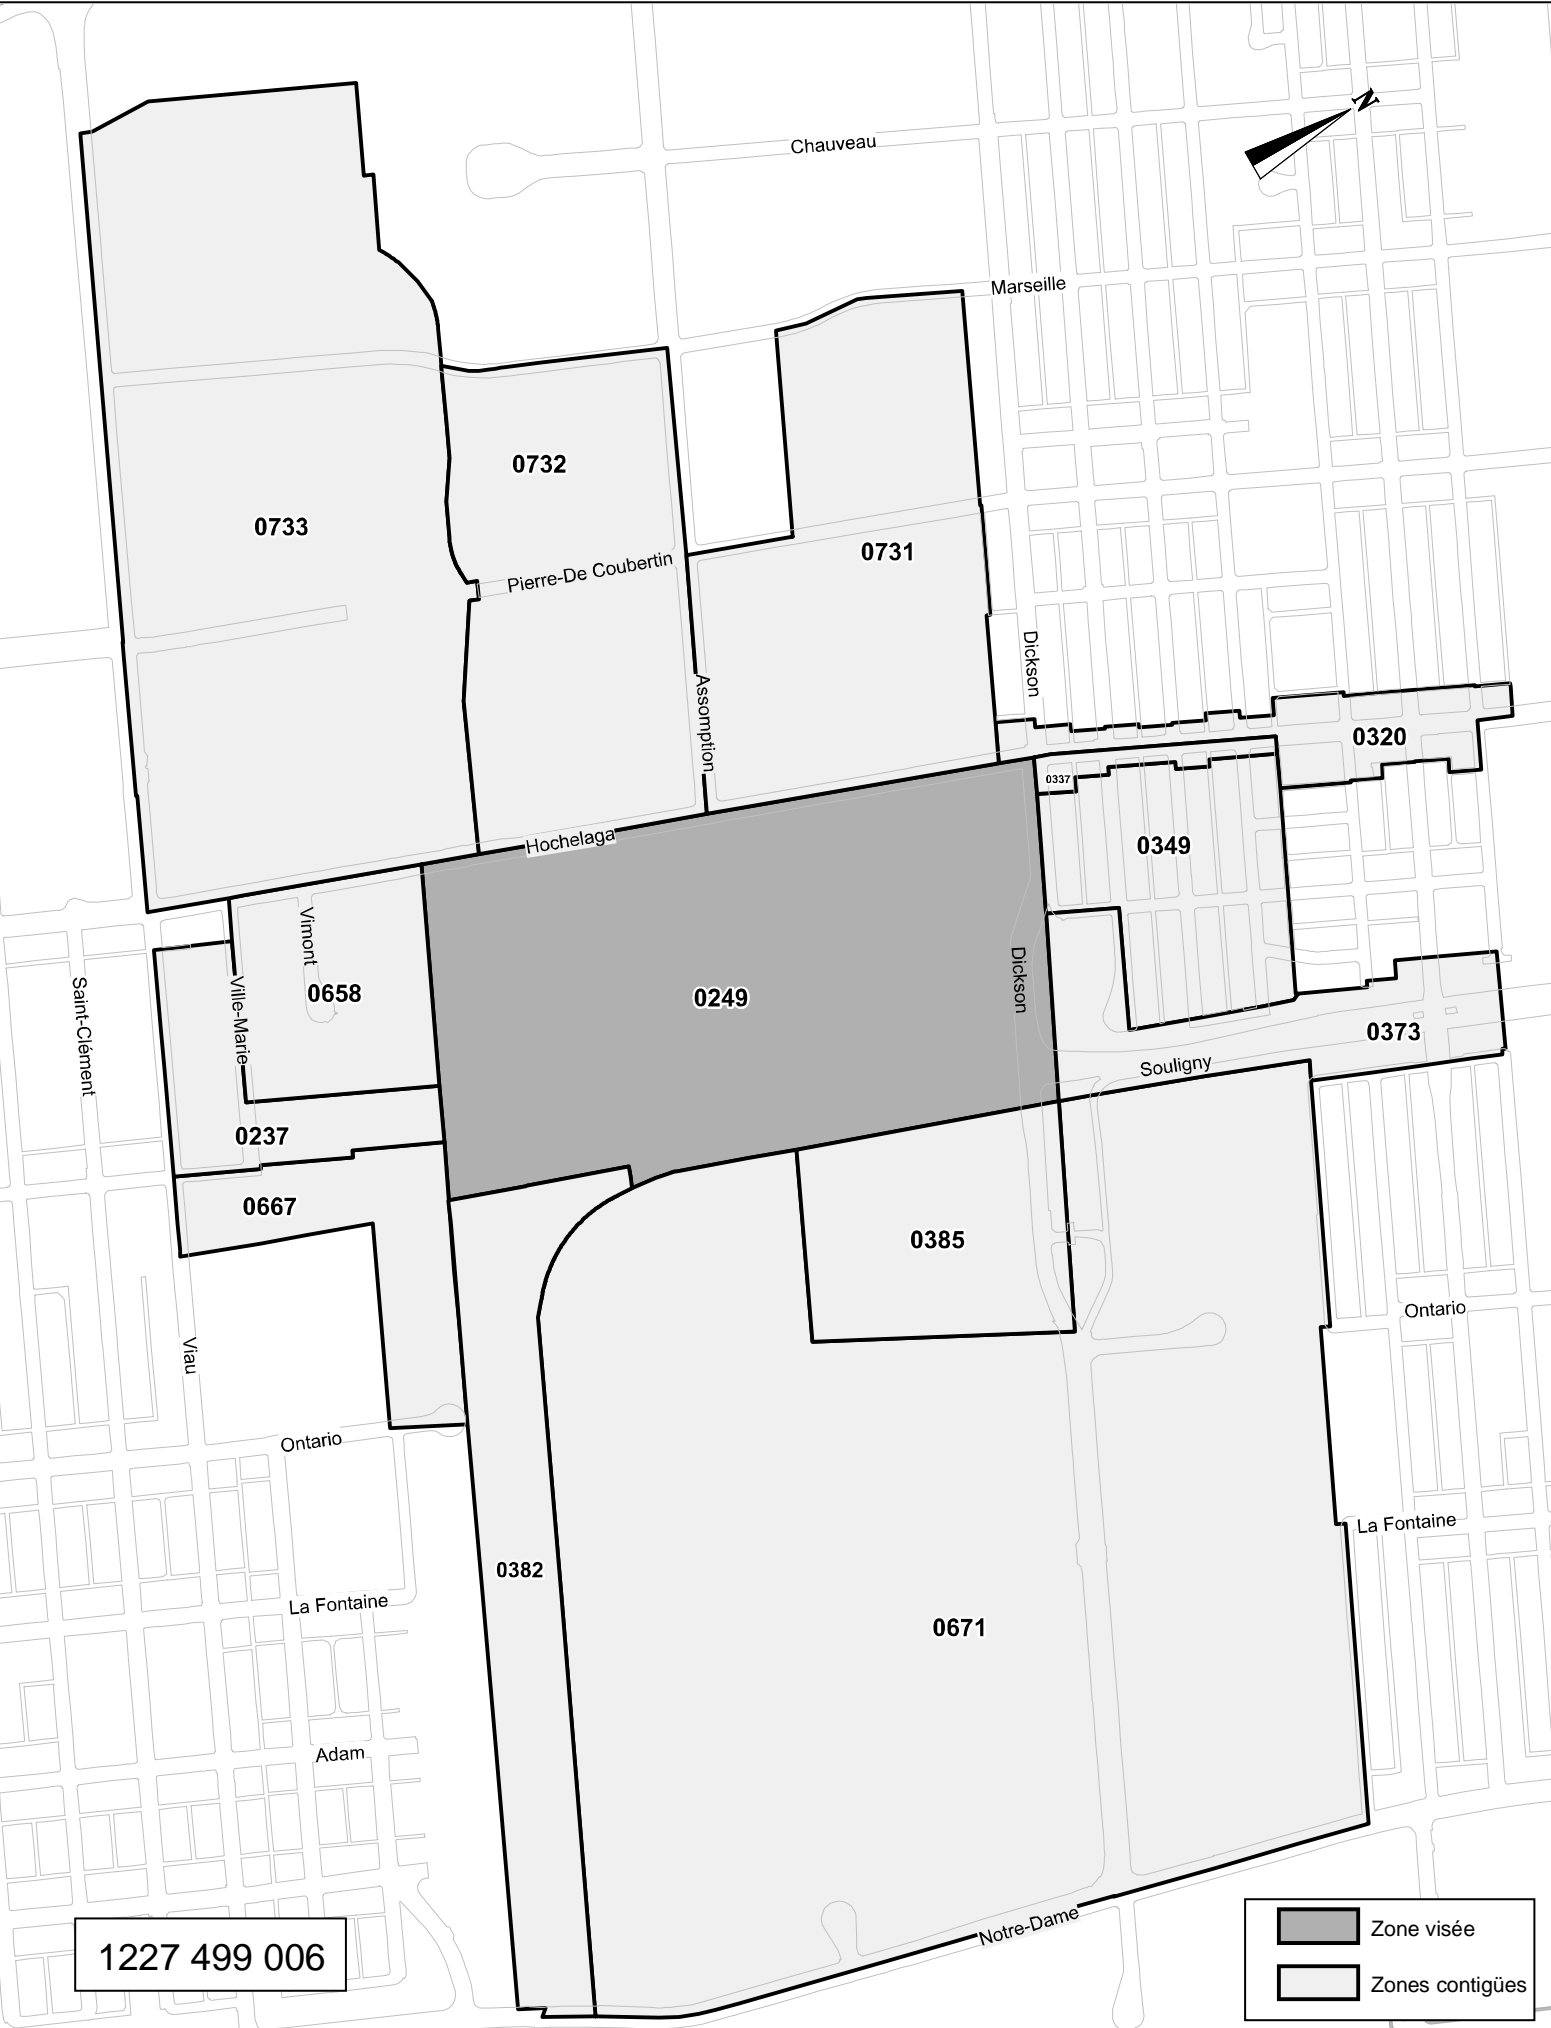 N
Chauveau
Marseille
0732
0733
0731
Pierre-De Coubertin
Dickson
Assomption
0320
0337
Hochelaga
0349
Vimont
Saint-Clément
Ville-Marie
0658
0249
Dickson
0373
Souligny
0237
0667
0385
Ontario
Viau
Ontario
La Fontaine
0382
La Fontaine
0671
Adam
Notre-Dame
1227 499 006
Zone visée
Zones contigües